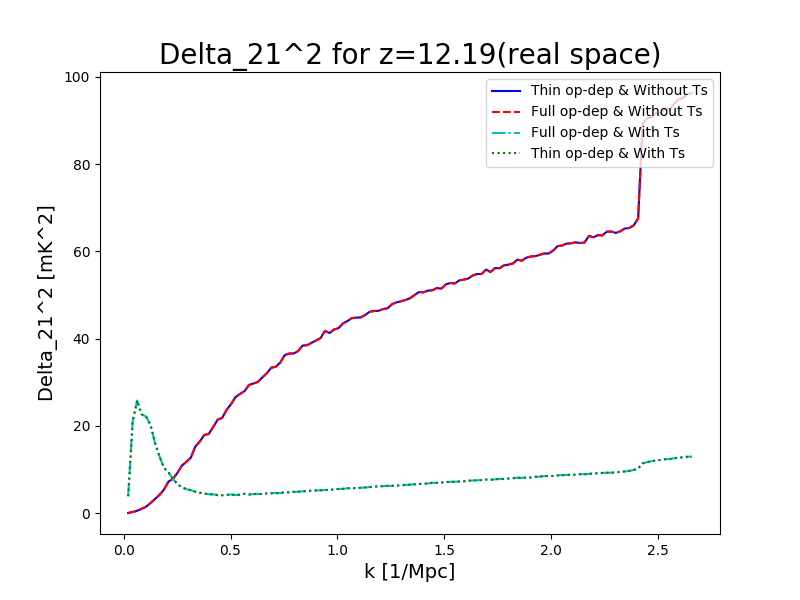 Delta_21^2 for z=12.19(real space)
Thin op-dep & Without Ts
Full op-dep & Without Ts
Full op-dep & With Ts
Thin op-dep & With Ts
Delta_21^2 [mK^2]
100
80
60
40
20
0
0.0
0.5
1.0
1.5
2.0
2.5
k [1/Mpc]